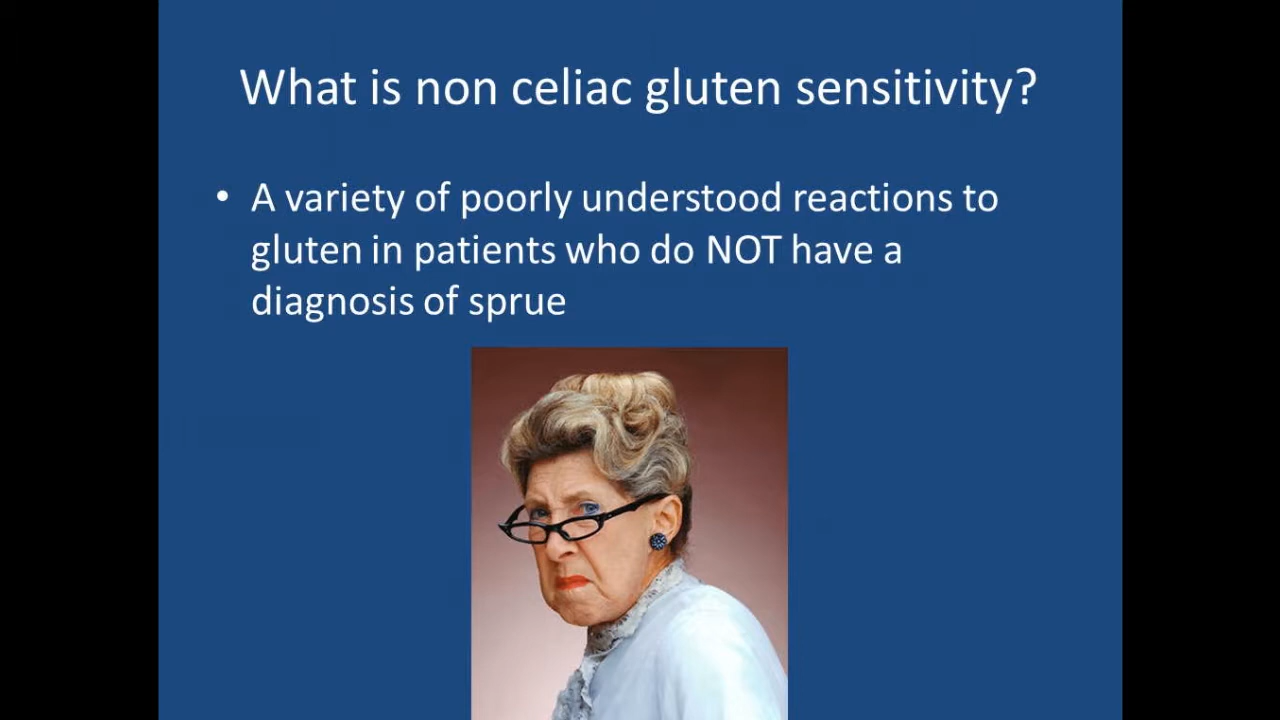 What is non celiac gluten sensitivity?
• A variety of poorly understood reactions to
gluten in patients who do NOT have a
diagnosis of sprue